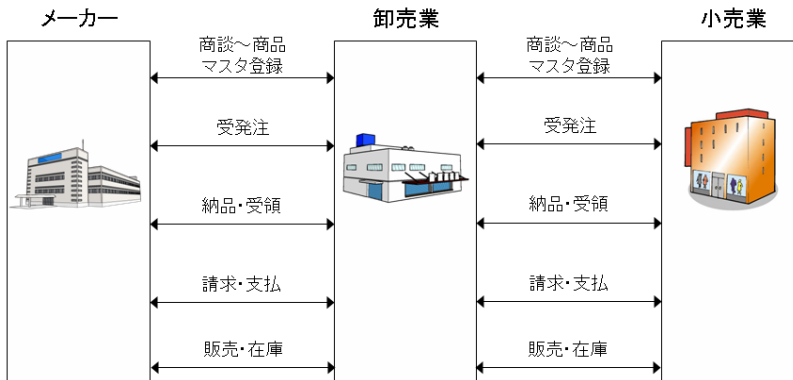 メーカー
卸売業
小売業
商談～商品
マスタ登録
商談～商品
マスタ登録
受発注
受発注
納品・受領
納品・受領
請求・支払
請求・支払
販売・在庫
販売・在庫